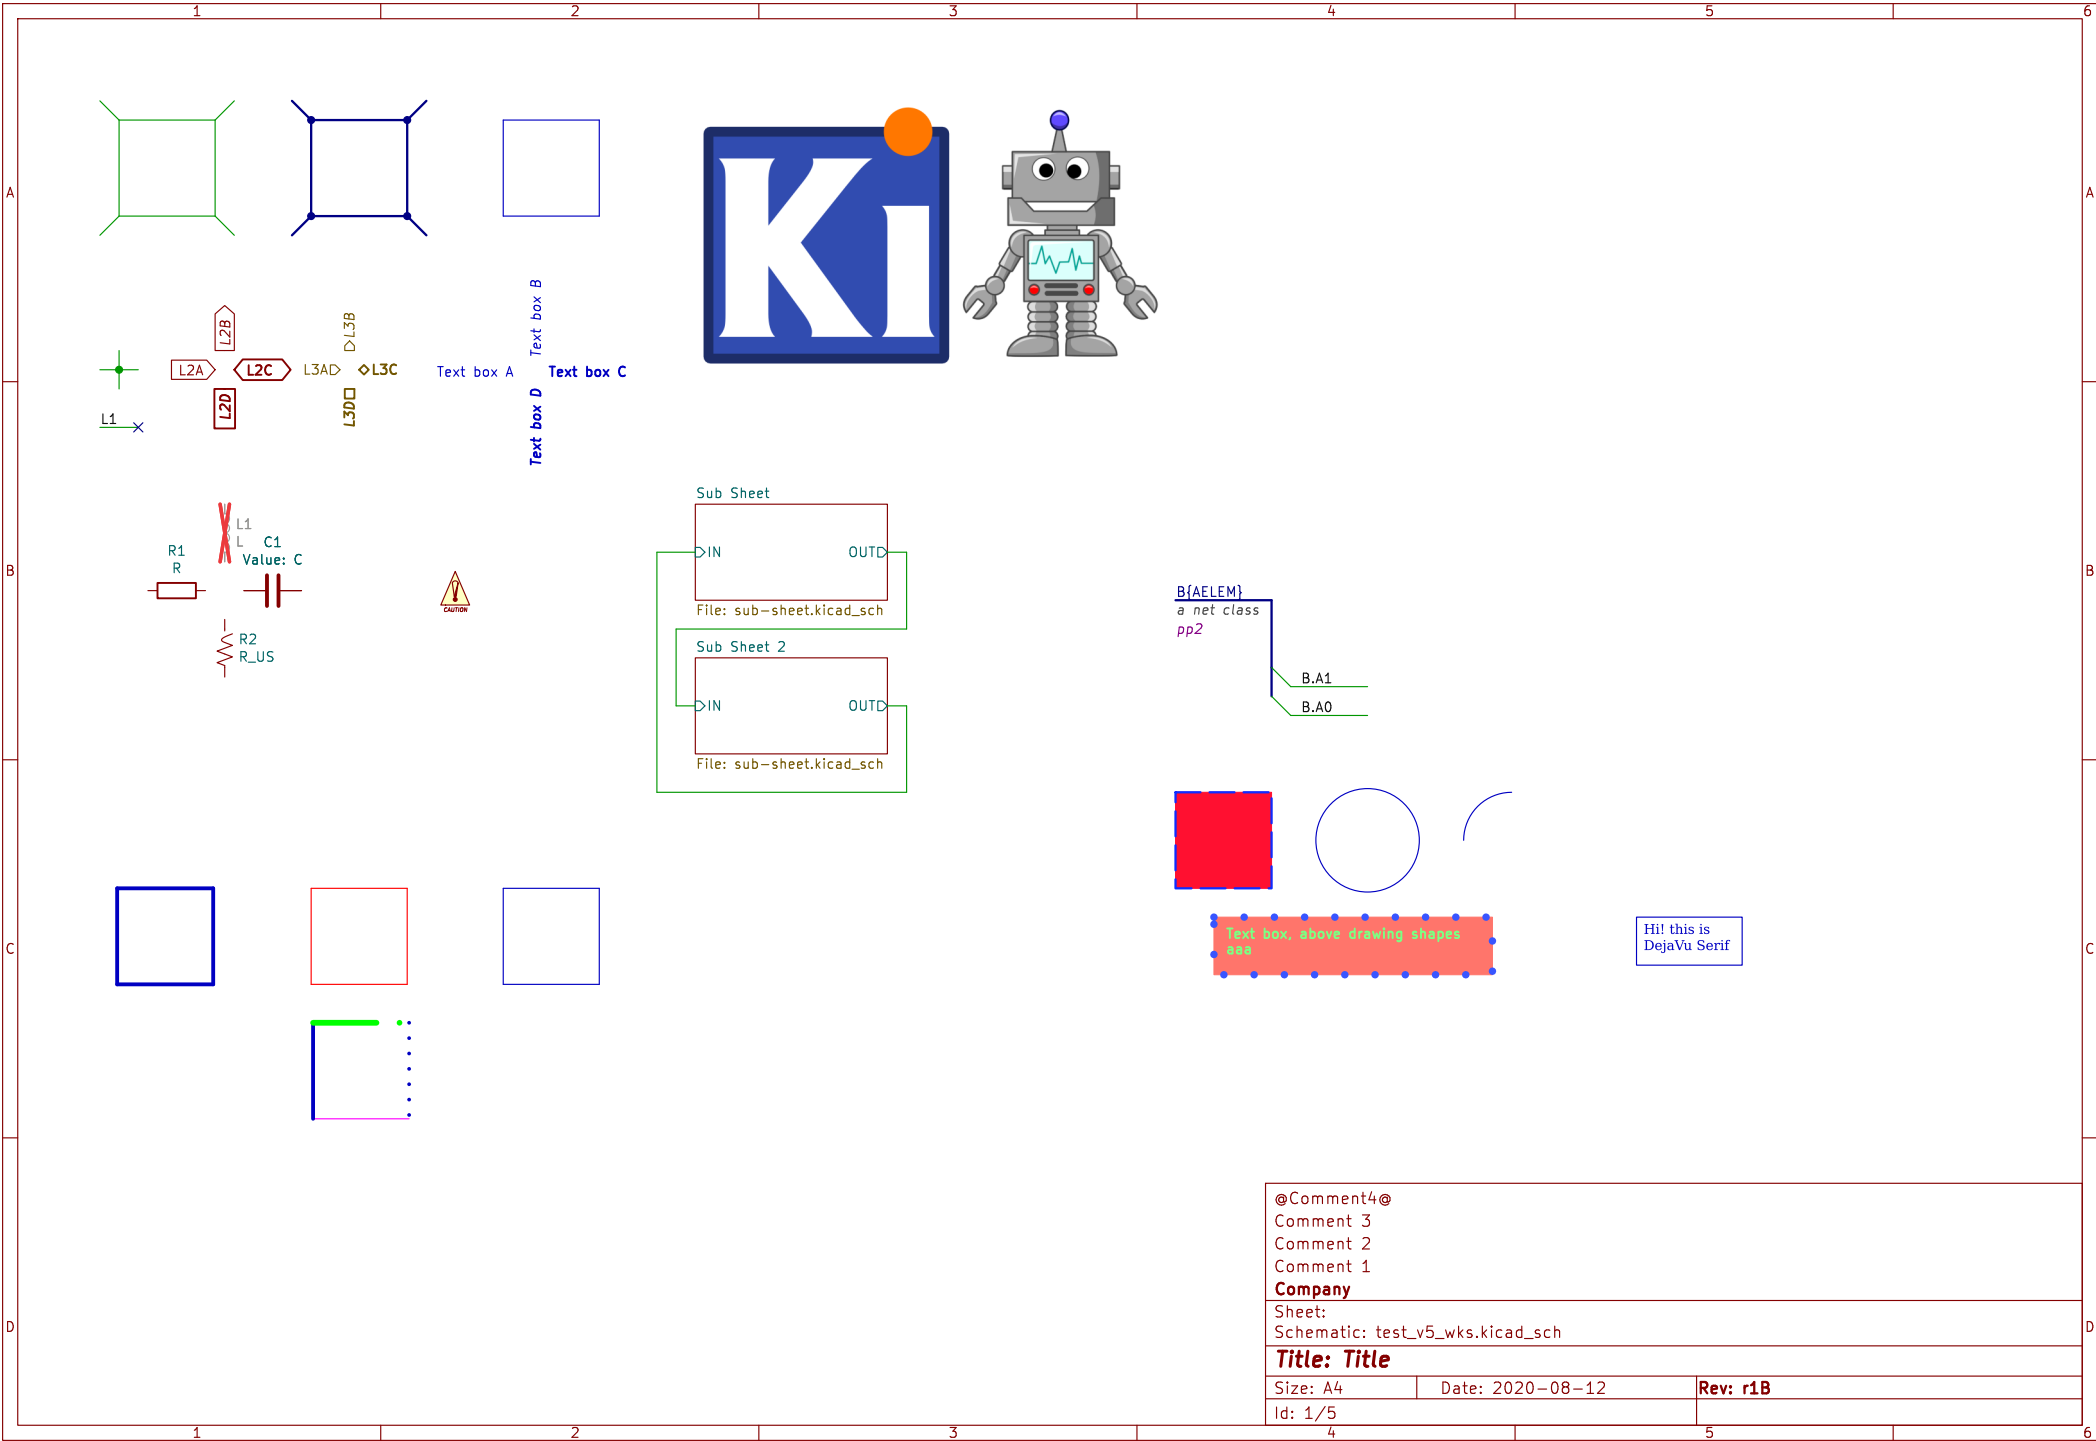 1 2 3 4 5 6
A A
Ki
L2B
L3B
Text box B
L2A
L2C
L3A
L3C
Text box A
Text box C
L2D
L3D
Text box D
L1
Sub Sheet
L1
L
C1
Value: C
R1
R
IN
OUT
B B
CAUTION
B{AELEM}
a net class
pp2
File: sub-sheet.kicad_sch
R2
R_US
Sub Sheet 2
B.A1
IN
OUT
B.A0
File: sub-sheet.kicad_sch
Text box, above drawing shapes
aaa
Hi! this is
DejaVu Serif
C C
@Comment4@
Comment 3
Comment 2
Comment 1
Company
Sheet:
Schematic: test_v5_wks.kicad_sch
D D
Title: Title
Size: A4 Date: 2020-08-12 Rev: r1B
Id: 1/5
1 2 3 4 5 6